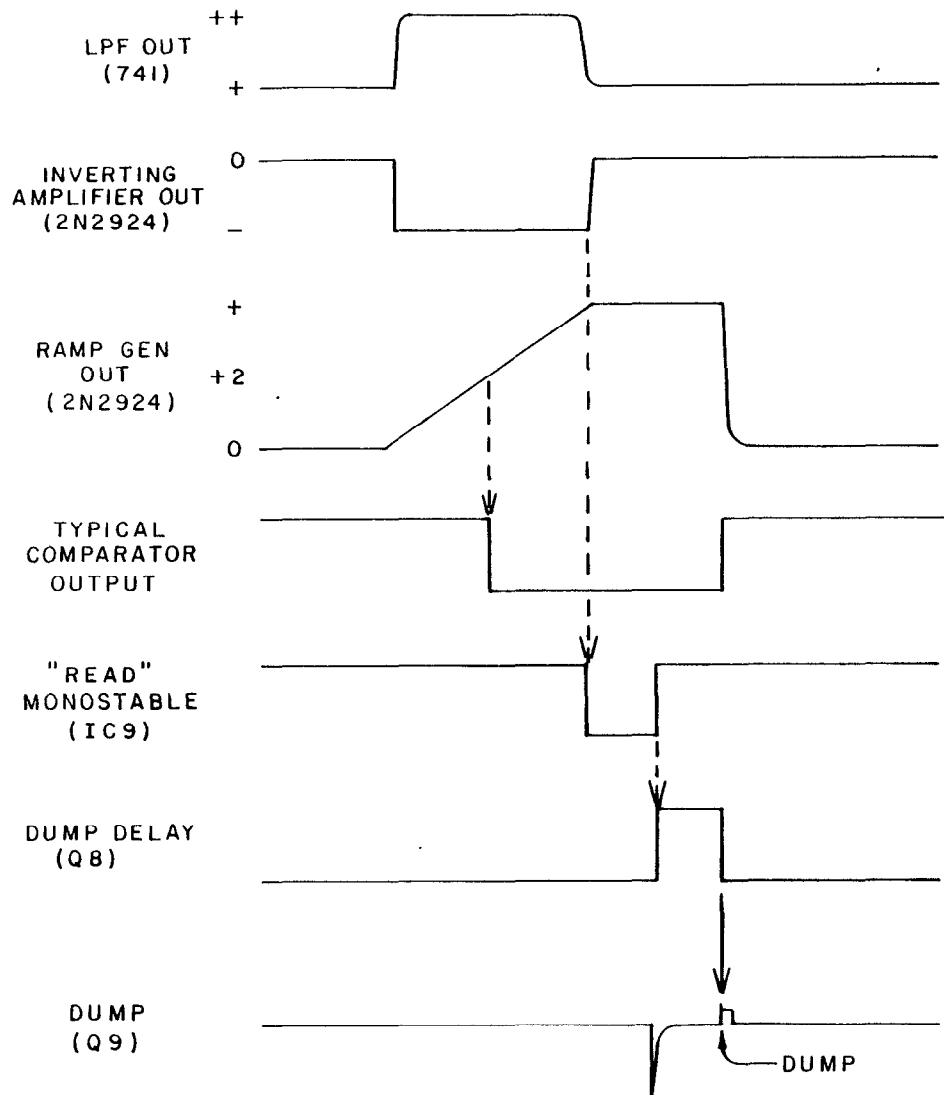 ++
LPF OUT
(741)
+
0
INVERTING
AMPLIFIER OUT
(2N2924)
-
+
RAMP GEN
OUT
+2
(2N2924)
0
TYPICAL
COMPARATOR
OUTPUT
"READ"
MONOSTABLE
(IC9)
DUMP DELAY
(Q8)
DUMP
(Q9)
DUMP